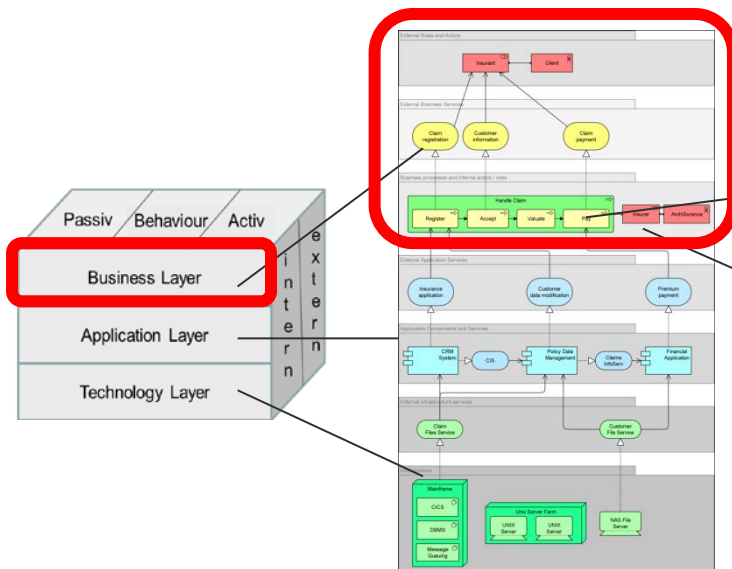 Passiv
Behaviour
Activ
intern
extern
Business Layer
Application Layer
Technology Layer
External Roles and Actors
Insurant
Client
External Business Services
Claim
registration
Customer
information
Claim
payment
Business processes and internal actors / roles
Handle Claim
Register
Accept
Valuate
Pay
Insurer
ArchiSurance
External Application Services
Insurance
application
Customer
data modification
Premium
payment
Application Components and Services
CRM
System
CIS
Policy Data
Management
Claims
InfoServ
Financial
Application
External Infrastructure services
Claim
Files Service
Customer
File Service
Mainframe
CICS
DBMS
Message
Queuing
Unix Server Farm
UNIX
Server
UNIX
Server
NAS File
Server